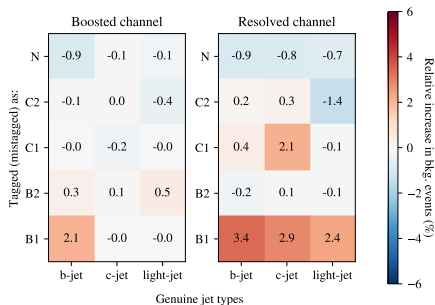 Boosted channel
Resolved channel
Tagged (mistagged) as:
N -0.9 -0.1 -0.1
C2 -0.1 0.0 -0.4
C1 -0.0 -0.2 -0.0
B2 0.3 0.1 0.5
B1 2.1 -0.0 -0.0
b-jet c-jet light-jet
N -0.9 -0.8 -0.7
C2 0.2 0.3 -1.4
C1 0.4 2.1 -0.1
B2 -0.2 0.1 -0.1
B1 3.4 2.9 2.4
b-jet c-jet light-jet
Genuine jet types
6
4
2
0
−2
−4
−6
Relative increase in bkg. events (%)